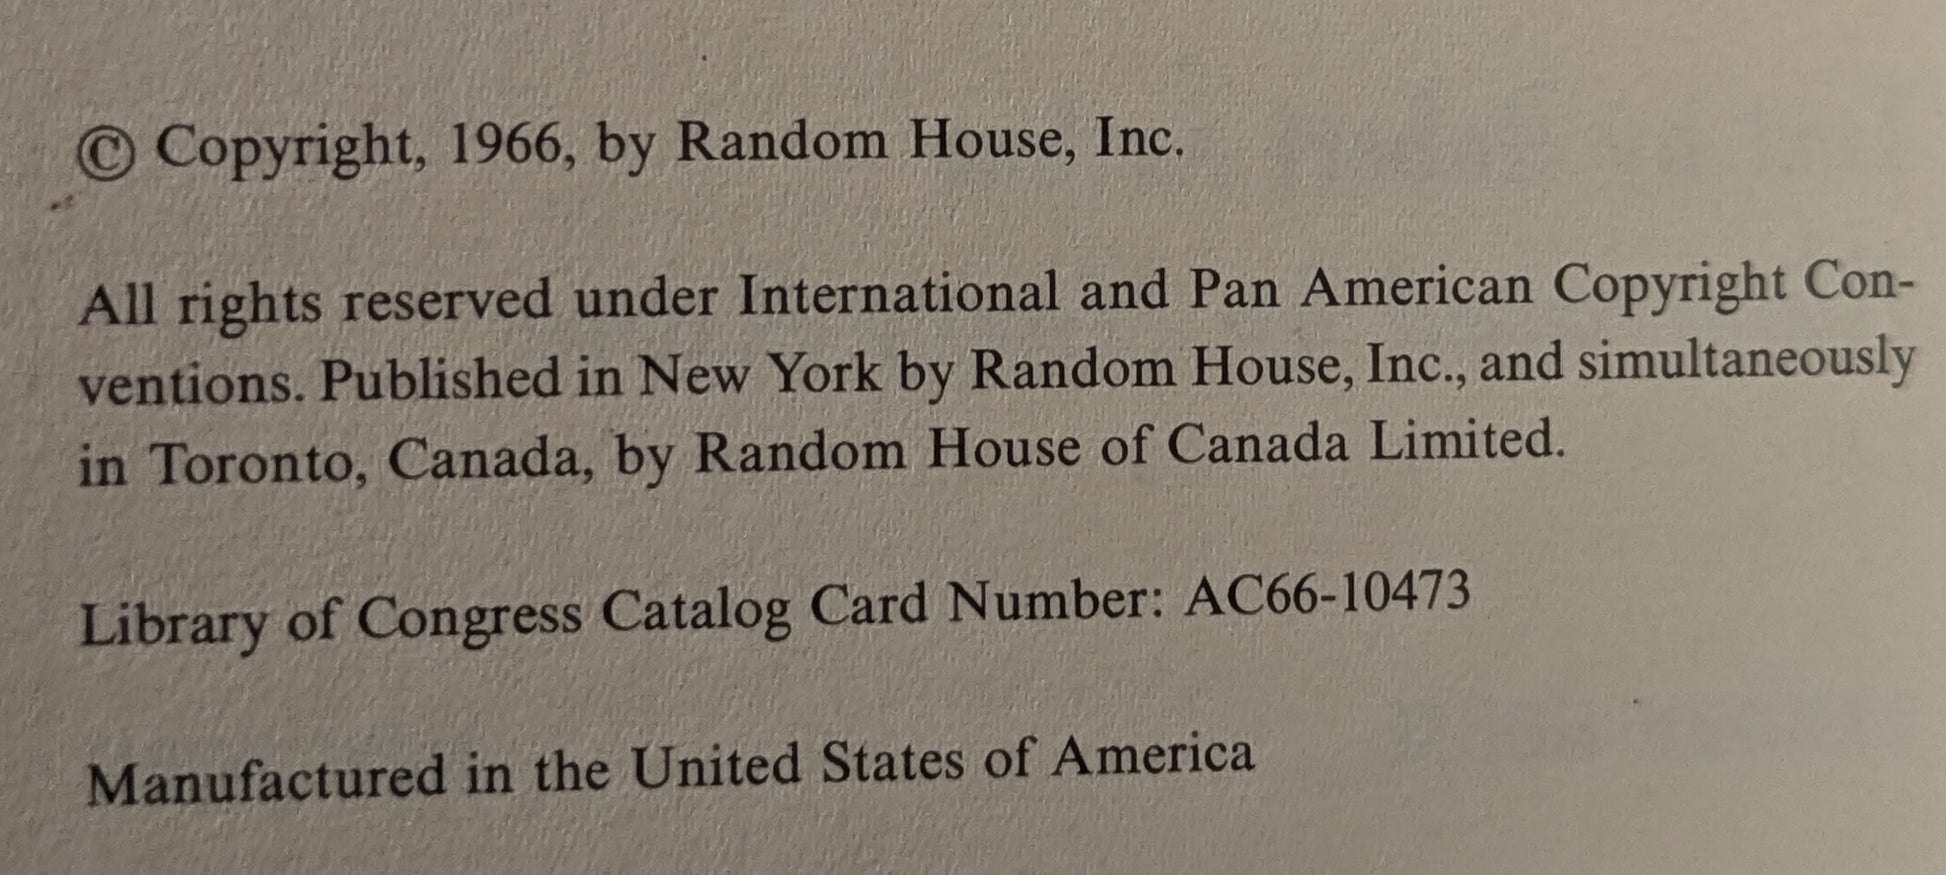 © Copyright, 1966, by Random House, Inc.
All rights reserved under International and Pan American Copyright Con-
ventions. Published in New York by Random House, Inc., and simultaneously
in Toronto, Canada, by Random House of Canada Limited.
Library of Congress Catalog Card Number: AC66-10473
Manufactured in the United States of America